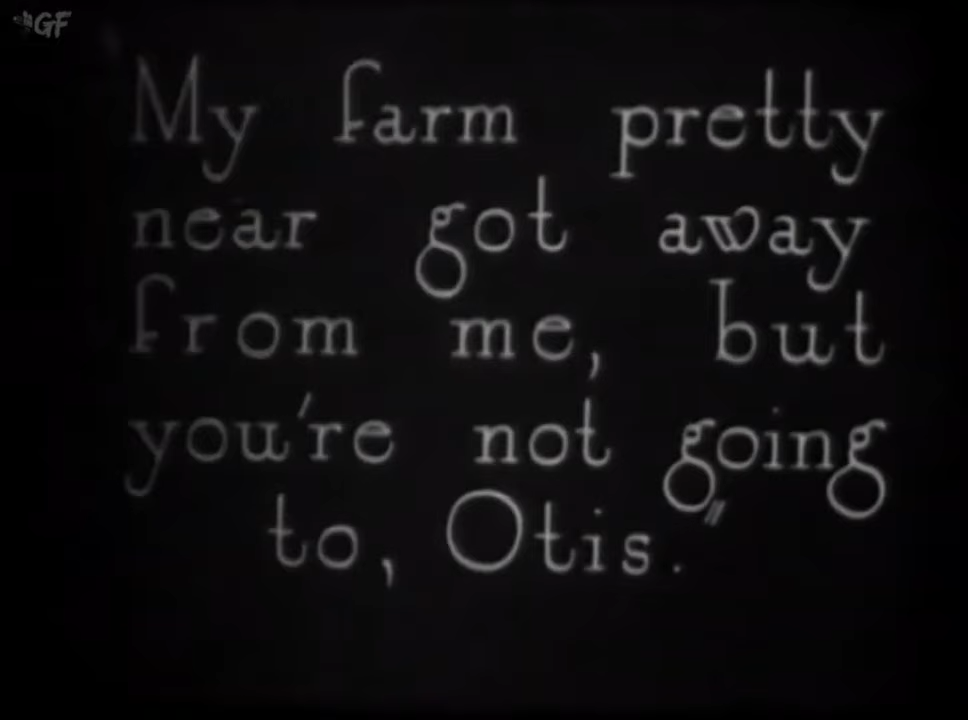 GF
My farm pretty
near got away
from me, but
you're not going
to, Otis."